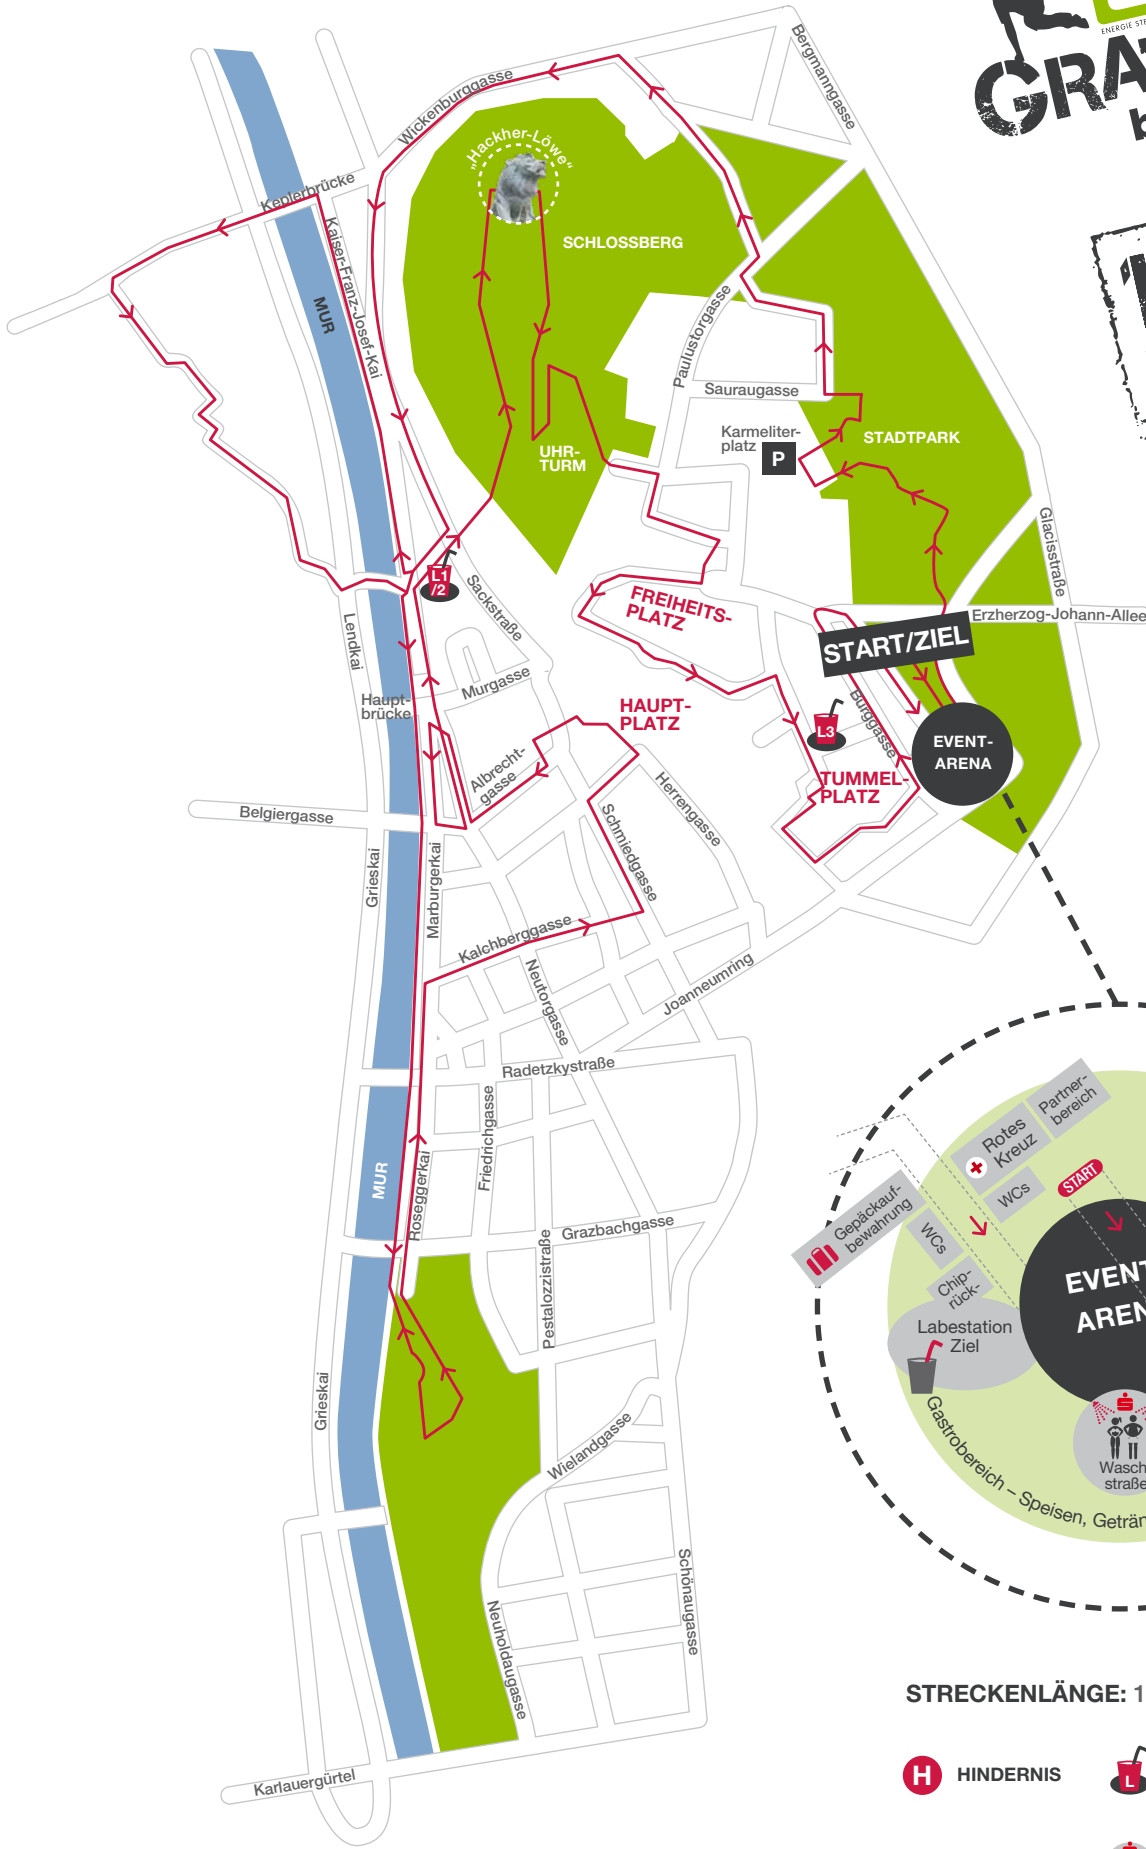 ENERGIE STE
GRA
b
Bergmanngasse
Wickenburggasse
„Hackher-Löwe“
Keplerbrücke
SCHLOSSBERG
Kaiser-Franz-Josef-Kai
MUR
Paulustorgasse
Sauraugasse
Karmeliter-
platz
P
STADTPARK
UHR-
TURM
Glacisstraße
L1
/2
Sackstraße
FREIHEITS-
PLATZ
Erzherzog-Johann-Allee
START/ZIEL
Lendkai
Murgasse
Haupt-
brücke
HAUPT-
PLATZ
Burggasse
L3
EVENT-
ARENA
Albrecht-
gasse
TUMMEL-
PLATZ
Herrengasse
Belgiergasse
Schmiedgasse
Grieskai
Marburgerkai
Kalchberggasse
Neutorgasse
Joanneumring
Radetzkystraße
Friedrichgasse
MUR
Roseggerkai
Grazbachgasse
Pestalozzistraße
Grieskai
Wielandgasse
Schönaugasse
Neuholdaugasse
Karlauergürtel
Partner-
bereich
Rotes
Kreuz
WCs
START
Gepäckauf-
bewahrung
WCs
Chip-
rück-
EVENT
AREN
Labestation
Ziel
Wasch
straße
Gastrobereich – Speisen, Geträn
STRECKENLÄNGE: 1
H HINDERNIS
L